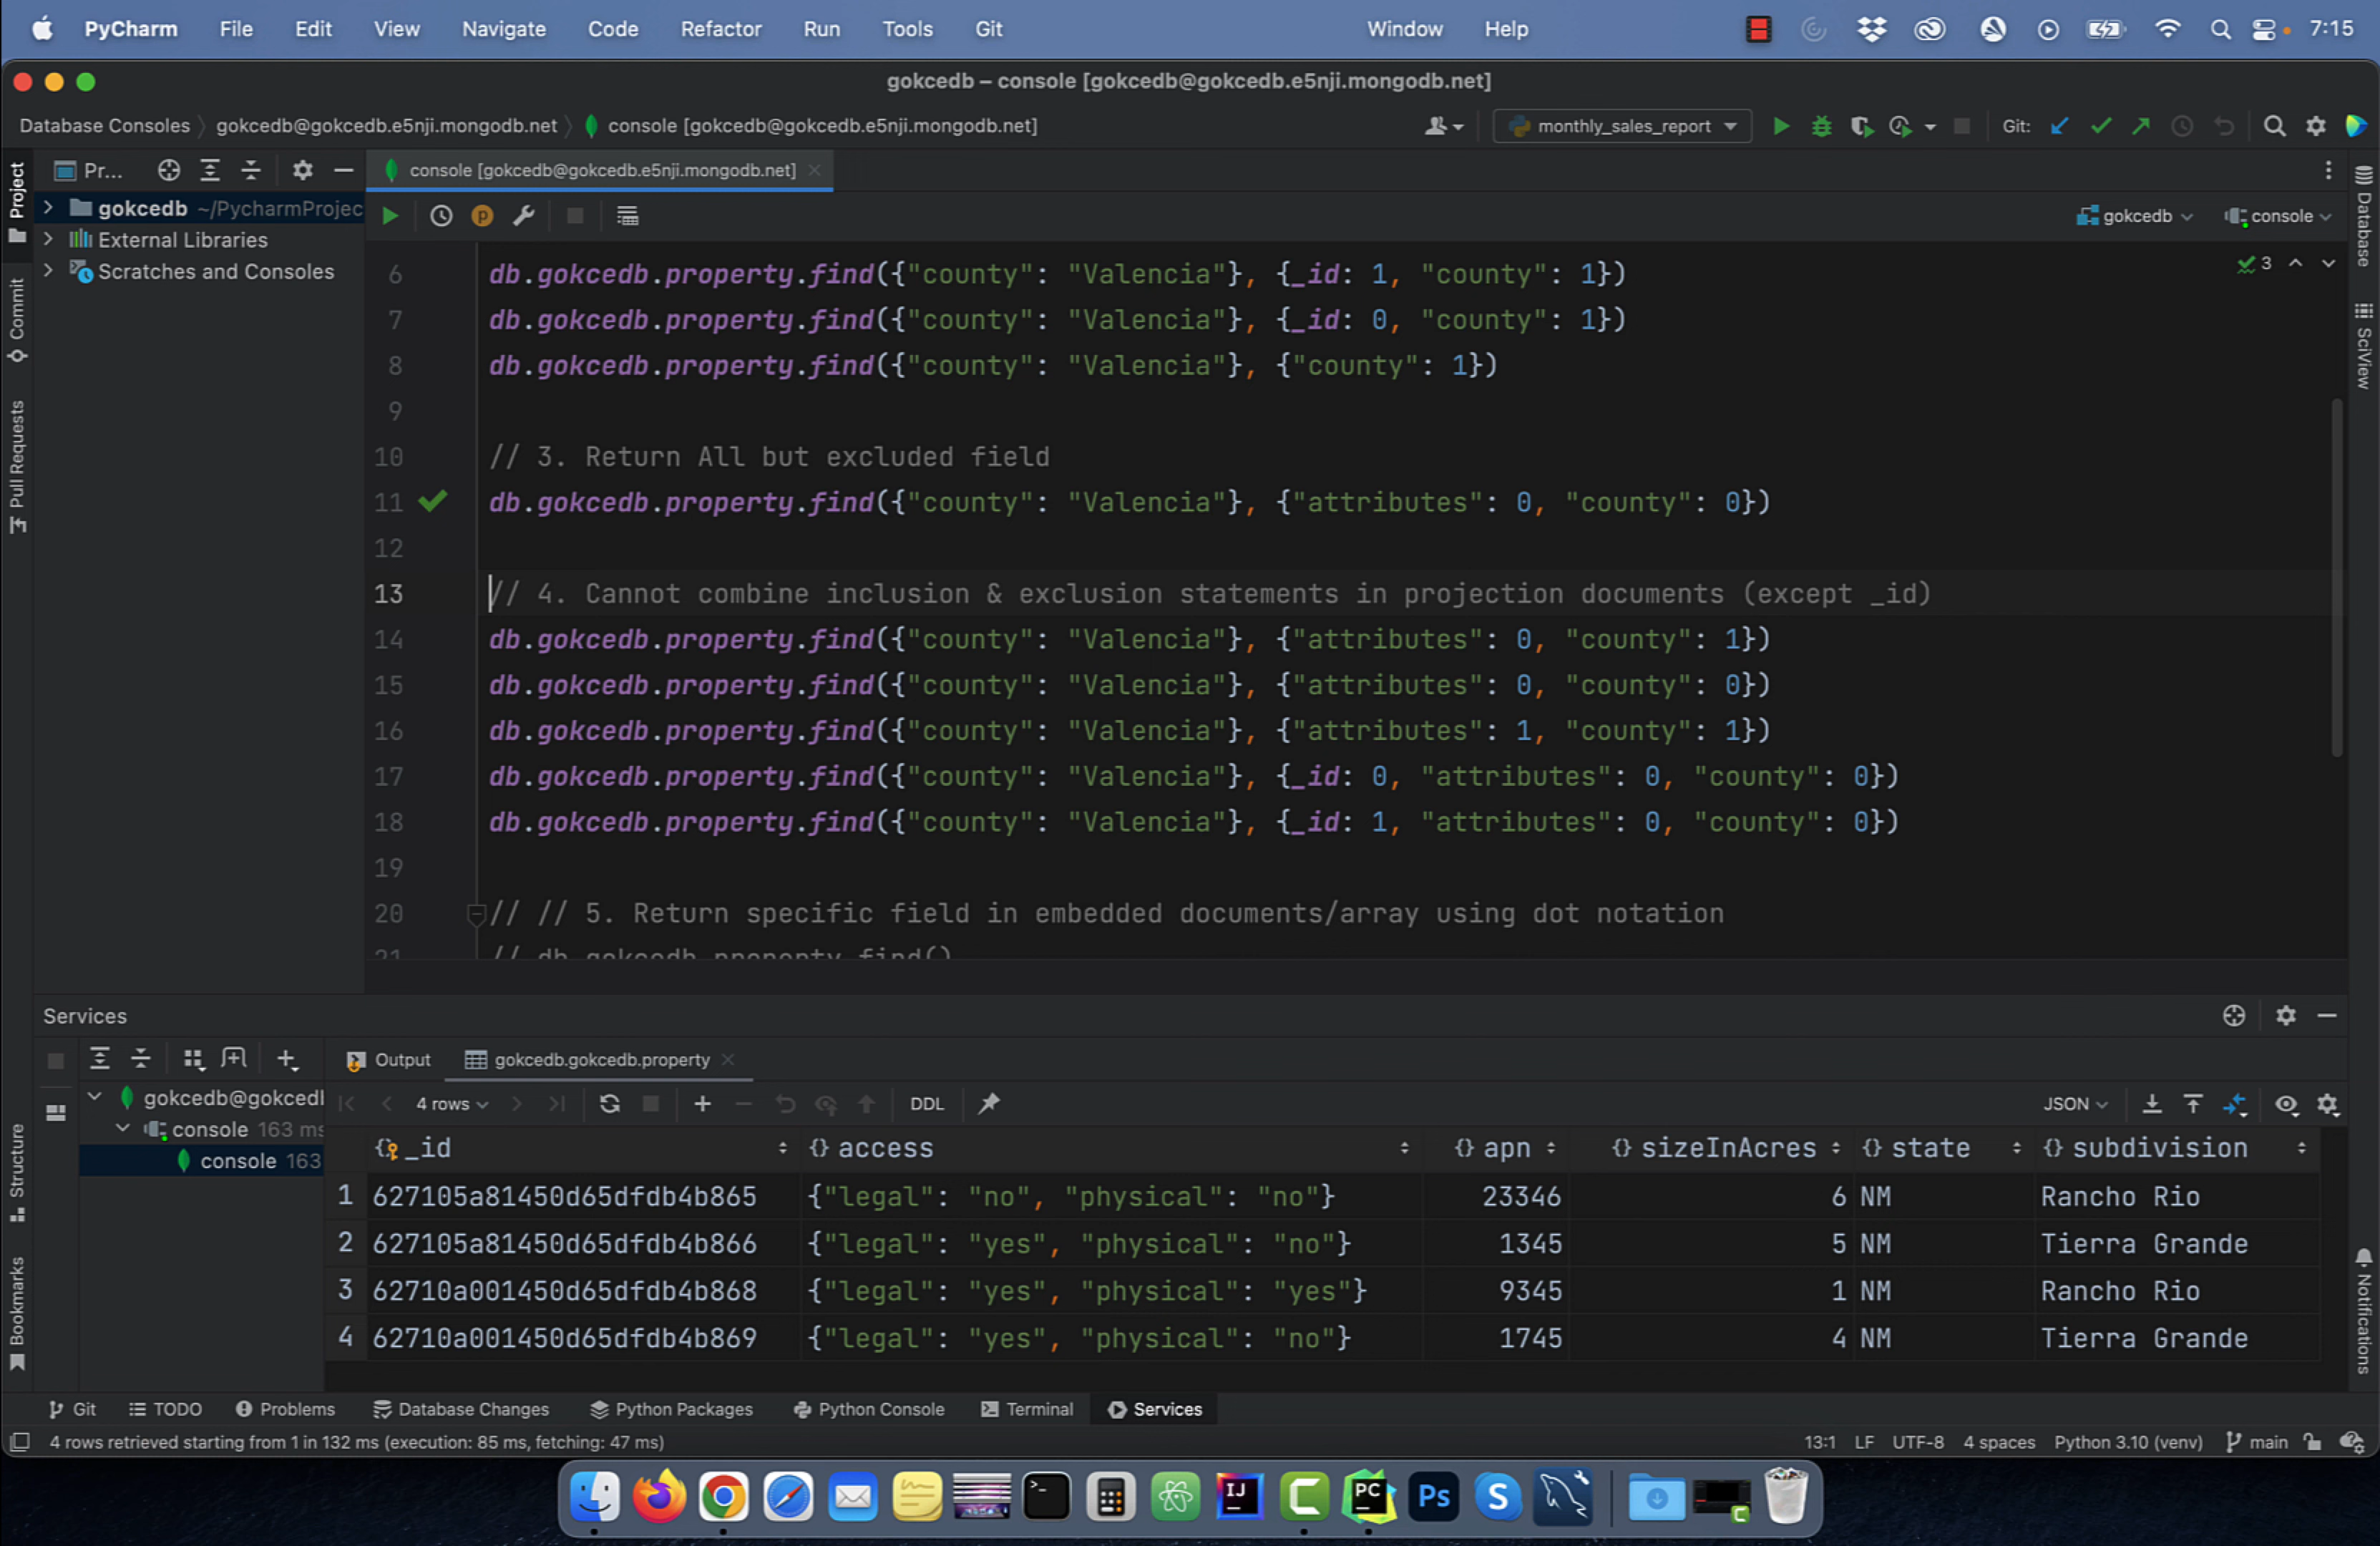 PyCharm File Edit View Navigate Code Refactor Run Tools Git Window Help 7:15
gokcedb – console [gokcedb@gokcedb.e5nji.mongodb.net]
Database Consoles gokcedb@gokcedb.e5nji.mongodb.net console [gokcedb@gokcedb.e5nji.mongodb.net] monthly_sales_report Git:
Project
Commit
Pull Requests
Structure
Bookmarks
Pr...
console [gokcedb@gokcedb.e5nji.mongodb.net]
gokcedb ~/PycharmProjec
External Libraries
Scratches and Consoles
gokcedb console
3
6 db.gokcedb.property.find({"county": "Valencia"}, {_id: 1, "county": 1})
7 db.gokcedb.property.find({"county": "Valencia"}, {_id: 0, "county": 1})
8 db.gokcedb.property.find({"county": "Valencia"}, {"county": 1})
9
10 // 3. Return All but excluded field
11 db.gokcedb.property.find({"county": "Valencia"}, {"attributes": 0, "county": 0})
12
13 // 4. Cannot combine inclusion & exclusion statements in projection documents (except _id)
14 db.gokcedb.property.find({"county": "Valencia"}, {"attributes": 0, "county": 1})
15 db.gokcedb.property.find({"county": "Valencia"}, {"attributes": 0, "county": 0})
16 db.gokcedb.property.find({"county": "Valencia"}, {"attributes": 1, "county": 1})
17 db.gokcedb.property.find({"county": "Valencia"}, {_id: 0, "attributes": 0, "county": 0})
18 db.gokcedb.property.find({"county": "Valencia"}, {_id: 1, "attributes": 0, "county": 0})
19
20 // // 5. Return specific field in embedded documents/array using dot notation
21 // db.gokcedb.property.find()
Database
SciView
Notifications
Services
Output gokcedb.gokcedb.property
gokcedb@gokcedl
console 163 ms
console 163
4 rows DDL JSON
_id access apn sizeInAcres state subdivision
1 627105a81450d65dfdb4b865 {"legal": "no", "physical": "no"} 23346 6 NM Rancho Rio
2 627105a81450d65dfdb4b866 {"legal": "yes", "physical": "no"} 1345 5 NM Tierra Grande
3 62710a001450d65dfdb4b868 {"legal": "yes", "physical": "yes"} 9345 1 NM Rancho Rio
4 62710a001450d65dfdb4b869 {"legal": "yes", "physical": "no"} 1745 4 NM Tierra Grande
Git TODO Problems Database Changes Python Packages Python Console Terminal Services
4 rows retrieved starting from 1 in 132 ms (execution: 85 ms, fetching: 47 ms) 13:1 LF UTF-8 4 spaces Python 3.10 (venv) main
IJ C PC Ps S